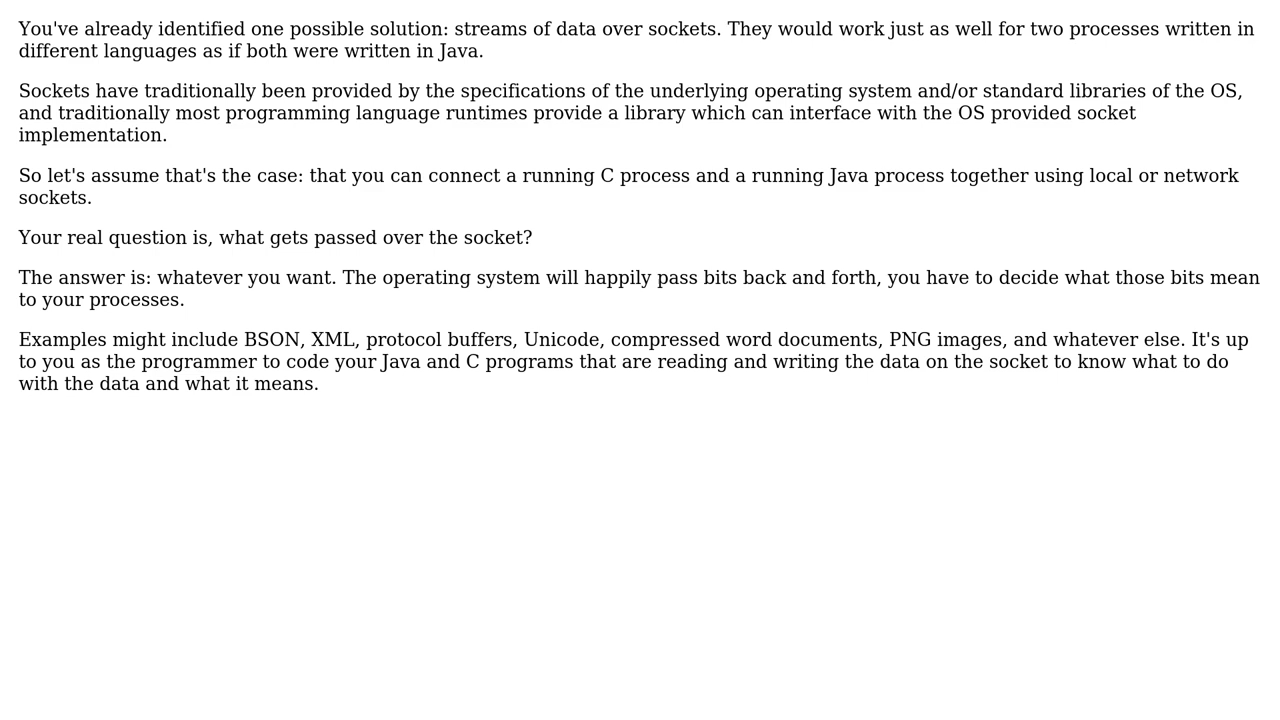 You've already identified one possible solution: streams of data over sockets. They would work just as well for two processes written in
different languages as if both were written in Java.
Sockets have traditionally been provided by the specifications of the underlying operating system and/or standard libraries of the OS,
and traditionally most programming language runtimes provide a library which can interface with the OS provided socket
implementation.
So let's assume that's the case: that you can connect a running C process and a running Java process together using local or network
sockets.
Your real question is, what gets passed over the socket?
The answer is: whatever you want. The operating system will happily pass bits back and forth, you have to decide what those bits mean
to your processes.
Examples might include BSON, XML, protocol buffers, Unicode, compressed word documents, PNG images, and whatever else. It's up
to you as the programmer to code your Java and C programs that are reading and writing the data on the socket to know what to do
with the data and what it means.